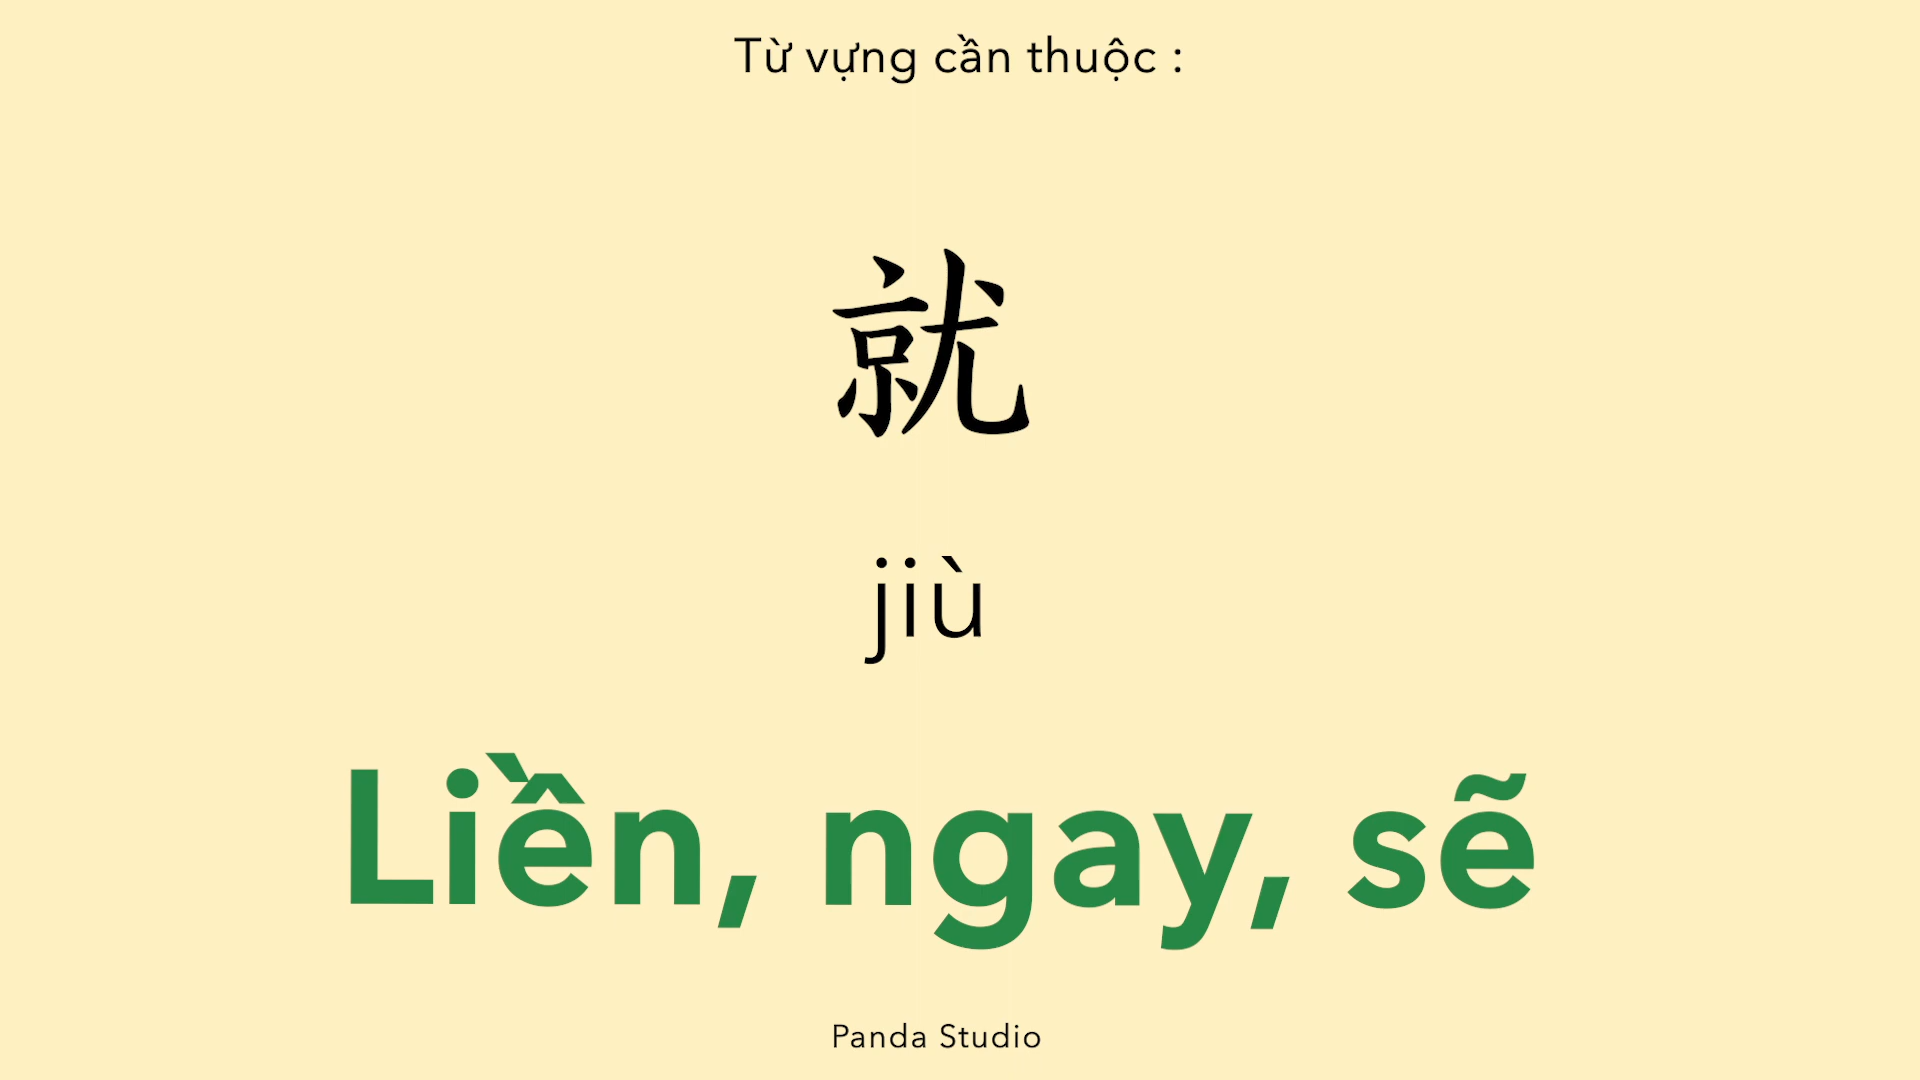 Từ vựng cần thuộc :
就
jiù
Liền, ngay, sẽ
Panda Studio